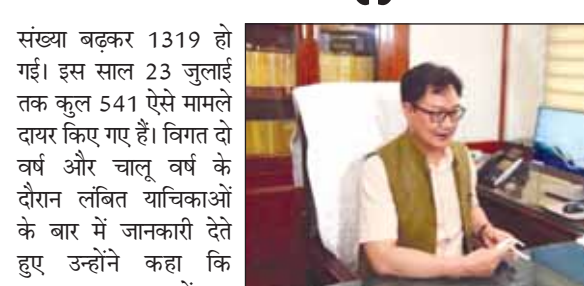 संख्या बढ़कर 1319 हो
गई। इस साल 23 जुलाई
तक कुल 541 ऐसे मामले
दायर किए गए हैं। विगत दो
वर्ष और चालू वर्ष के
दौरान लंबित याचिकाओं
के बार में जानकारी देते
हुए उन्होंने कहा कि